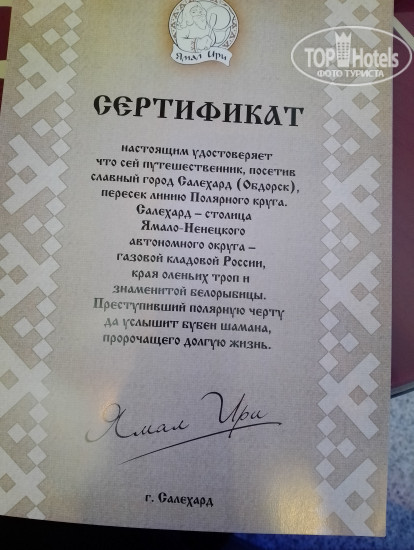 Ямал Ири
TOP Hotels
ФОТО ТУРИСТА
СЕРТИФИКАТ
настоящим удостоверяет
что сей путешественник, посетив
славный город Салехард (Обдорск),
пересек линию Полярного круга.
Салехард – столица
Ямало-Ненецкого
автономного округа –
газовой кладовой России,
края оленьих троп и
знаменитой белорыбицы.
Преступивший полярную черту
да услышит бубен шамана,
пророчащего долгую жизнь.
Ямал Ири
г. Салехард